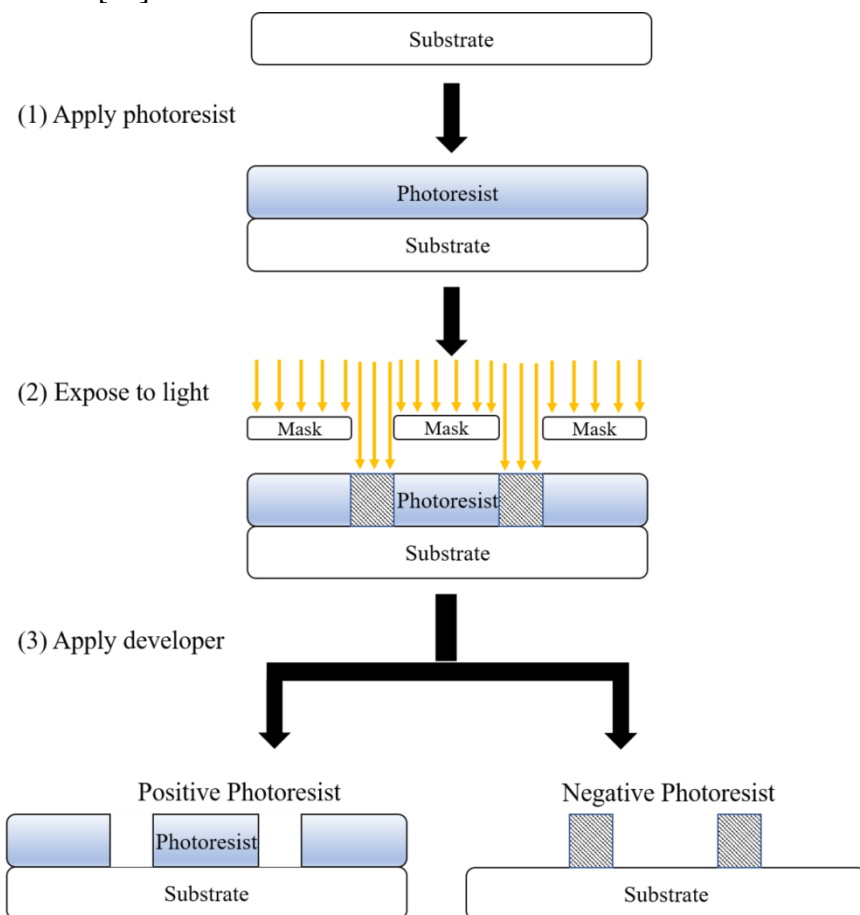 Substrate
(1) Apply photoresist
Photoresist
Substrate
(2) Expose to light
Mask Mask Mask
Photoresist
Substrate
(3) Apply developer
Positive Photoresist Negative Photoresist
Photoresist
Substrate Substrate